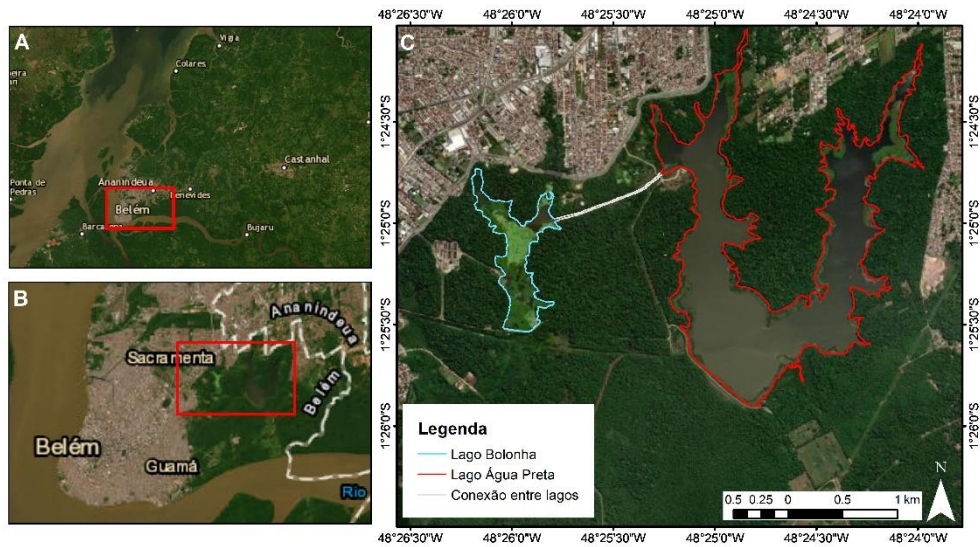 A
Vigia
Colares
Castanhal
Ponta de
Pedras
Ananindeua
Benevides
Belém
Bujaru
B
Ananindeua
Sacramenta
Belém
Belém
Guamá
Rio
C
48°26'30"W 48°26'0"W 48°25'30"W 48°25'0"W 48°24'30"W 48°24'0"W
1°24'30"S
1°25'0"S
1°25'30"S
1°26'0"S
1°24'30"S
1°25'0"S
1°25'30"S
1°26'0"S
Legenda
Lago Bolonha
Lago Água Preta
Conexão entre lagos
N
0.5 0.25 0 0.5 1 km
48°26'30"W 48°26'0"W 48°25'30"W 48°25'0"W 48°24'30"W 48°24'0"W